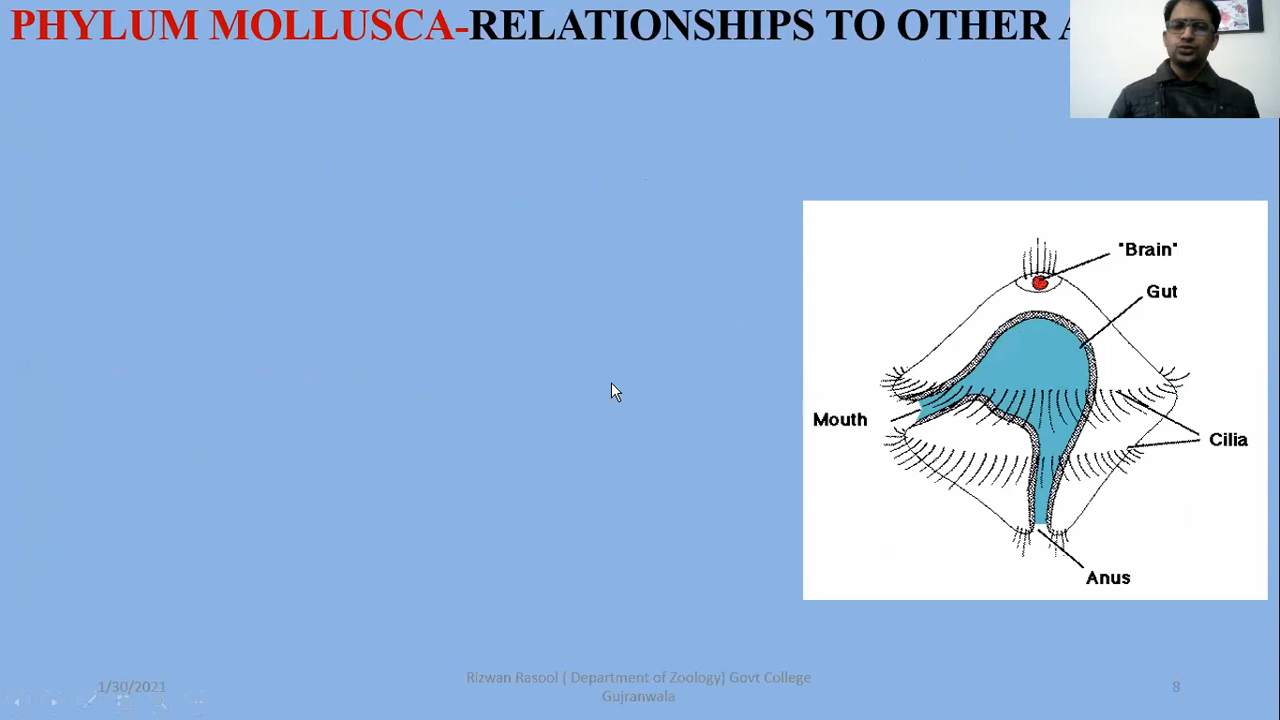 PHYLUM MOLLUSCA-RELATIONSHIPS TO OTHER
"Brain"
Gut
Mouth
Cilia
Anus
1/30/2021
Rizwan Rasool ( Department of Zoology) Govt College
Gujranwala
8